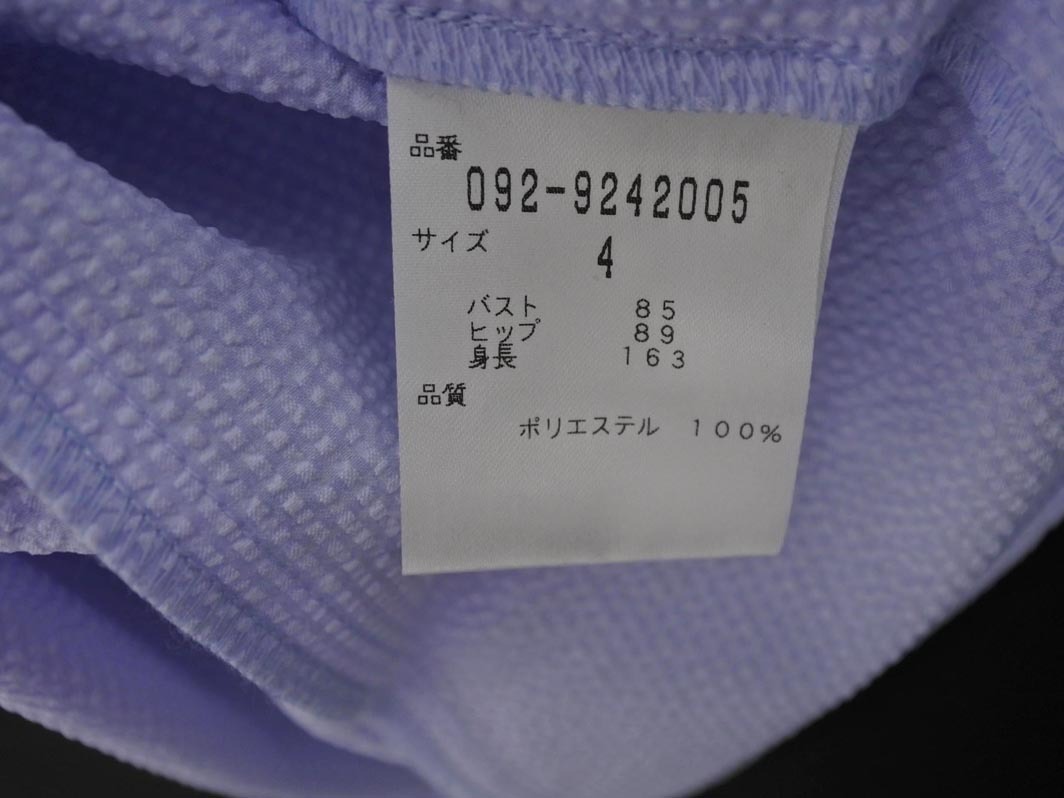 品番
092-9242005
サイズ
4
バスト 85
ヒップ 89
身長 163
品質
ポリエステル 100%